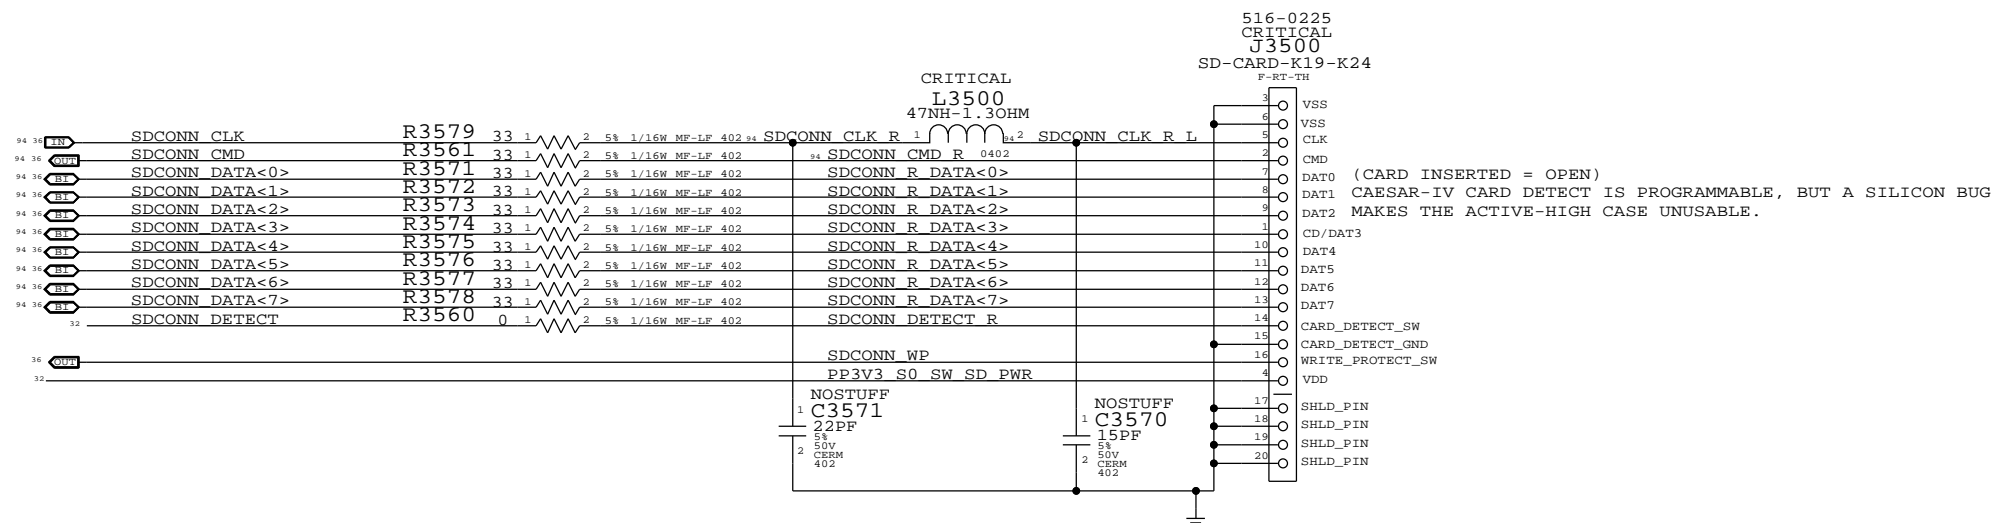 516-0225
CRITICAL
J3500
SD-CARD-K19-K24
F-RT-TH
CRITICAL
L3500
47NH-1.3OHM
3 VSS
6 VSS
94 36 IN SDCONN_CLK R3579 33 1 2 5% 1/16W MF-LF 402 94 SDCONN_CLK_R 1 94 2 SDCONN_CLK_R_L 5 CLK
94 36 OUT SDCONN_CMD R3561 33 1 2 5% 1/16W MF-LF 402 94 SDCONN_CMD_R 0402 2 CMD
94 36 BI SDCONN_DATA<0> R3571 33 1 2 5% 1/16W MF-LF 402 SDCONN_R_DATA<0> 7 DAT0 (CARD INSERTED = OPEN)
94 36 BI SDCONN_DATA<1> R3572 33 1 2 5% 1/16W MF-LF 402 SDCONN_R_DATA<1> 8 DAT1 CAESAR-IV CARD DETECT IS PROGRAMMABLE, BUT A SILICON BUG
94 36 BI SDCONN_DATA<2> R3573 33 1 2 5% 1/16W MF-LF 402 SDCONN_R_DATA<2> 9 DAT2 MAKES THE ACTIVE-HIGH CASE UNUSABLE.
94 36 BI SDCONN_DATA<3> R3574 33 1 2 5% 1/16W MF-LF 402 SDCONN_R_DATA<3> 1 CD/DAT3
94 36 BI SDCONN_DATA<4> R3575 33 1 2 5% 1/16W MF-LF 402 SDCONN_R_DATA<4> 10 DAT4
94 36 BI SDCONN_DATA<5> R3576 33 1 2 5% 1/16W MF-LF 402 SDCONN_R_DATA<5> 11 DAT5
94 36 BI SDCONN_DATA<6> R3577 33 1 2 5% 1/16W MF-LF 402 SDCONN_R_DATA<6> 12 DAT6
94 36 BI SDCONN_DATA<7> R3578 33 1 2 5% 1/16W MF-LF 402 SDCONN_R_DATA<7> 13 DAT7
32 SDCONN_DETECT R3560 0 1 2 5% 1/16W MF-LF 402 SDCONN_DETECT_R 14 CARD_DETECT_SW
15 CARD_DETECT_GND
36 OUT SDCONN_WP 16 WRITE_PROTECT_SW
32 PP3V3_S0_SW_SD_PWR 4 VDD
NOSTUFF
1 C3571
22PF
5%
50V
2 CERM
402
NOSTUFF
1 C3570
15PF
5%
50V
2 CERM
402
17 SHLD_PIN
18 SHLD_PIN
19 SHLD_PIN
20 SHLD_PIN